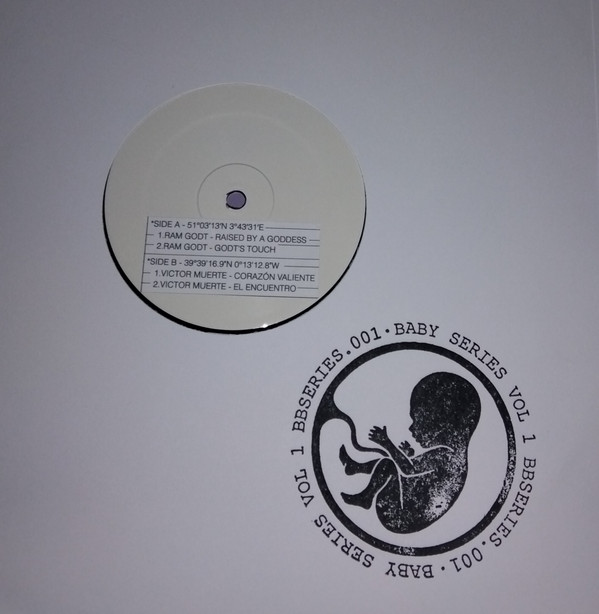 *SIDE A - 51°03'13"N 3°43'31"E
1.RAM GODT - RAISED BY A GODDESS
2.RAM GODT - GODT'S TOUCH
*SIDE B - 39°39'16.9"N 0°13'12.8"W
1.VICTOR MUERTE - CORAZÓN VALIENTE
2.VICTOR MUERTE - EL ENCUENTRO
BABY SERIES VOL 1 BBSERIES.001·BABY SERIES VOL 1 BBSERIES.001·